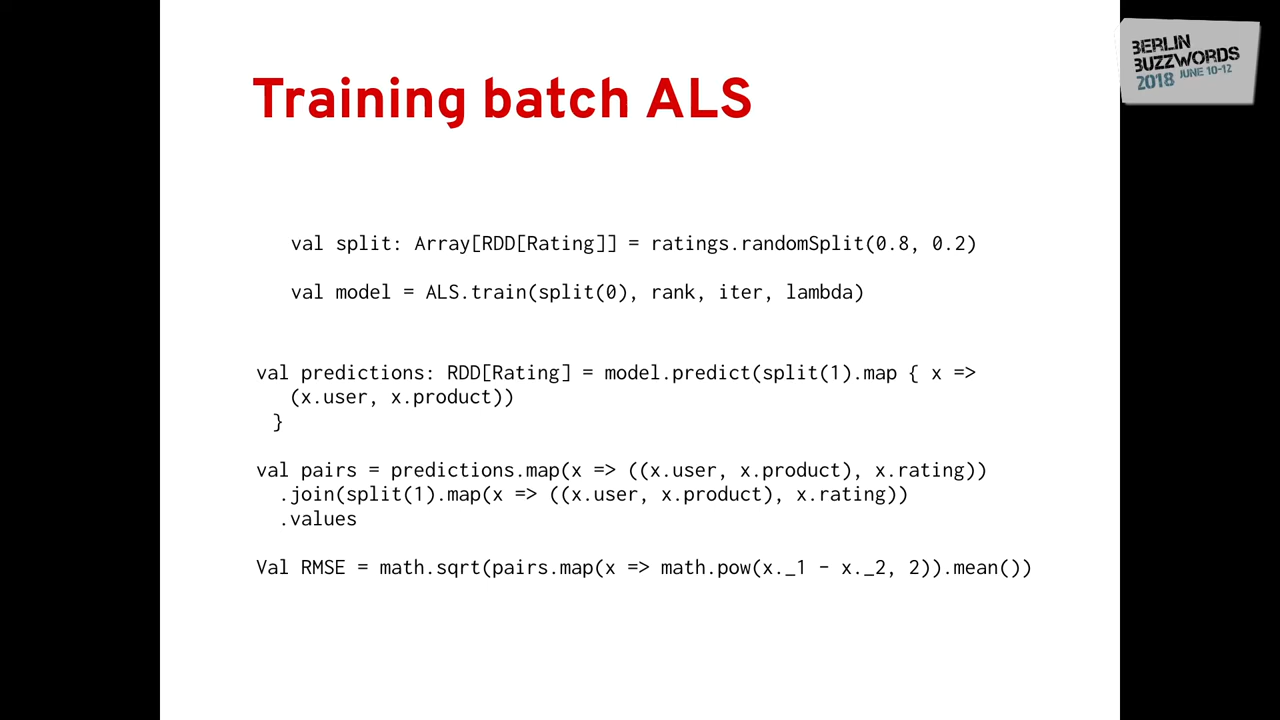 BERLIN
BUZZWORDS
2018 JUNE 10-12
Training batch ALS
val split: Array[RDD[Rating]] = ratings.randomSplit(0.8, 0.2)
val model = ALS.train(split(0), rank, iter, lambda)
val predictions: RDD[Rating] = model.predict(split(1).map { x =>
(x.user, x.product))
}
val pairs = predictions.map(x => ((x.user, x.product), x.rating))
.join(split(1).map(x => ((x.user, x.product), x.rating))
.values
Val RMSE = math.sqrt(pairs.map(x => math.pow(x._1 - x._2, 2)).mean())